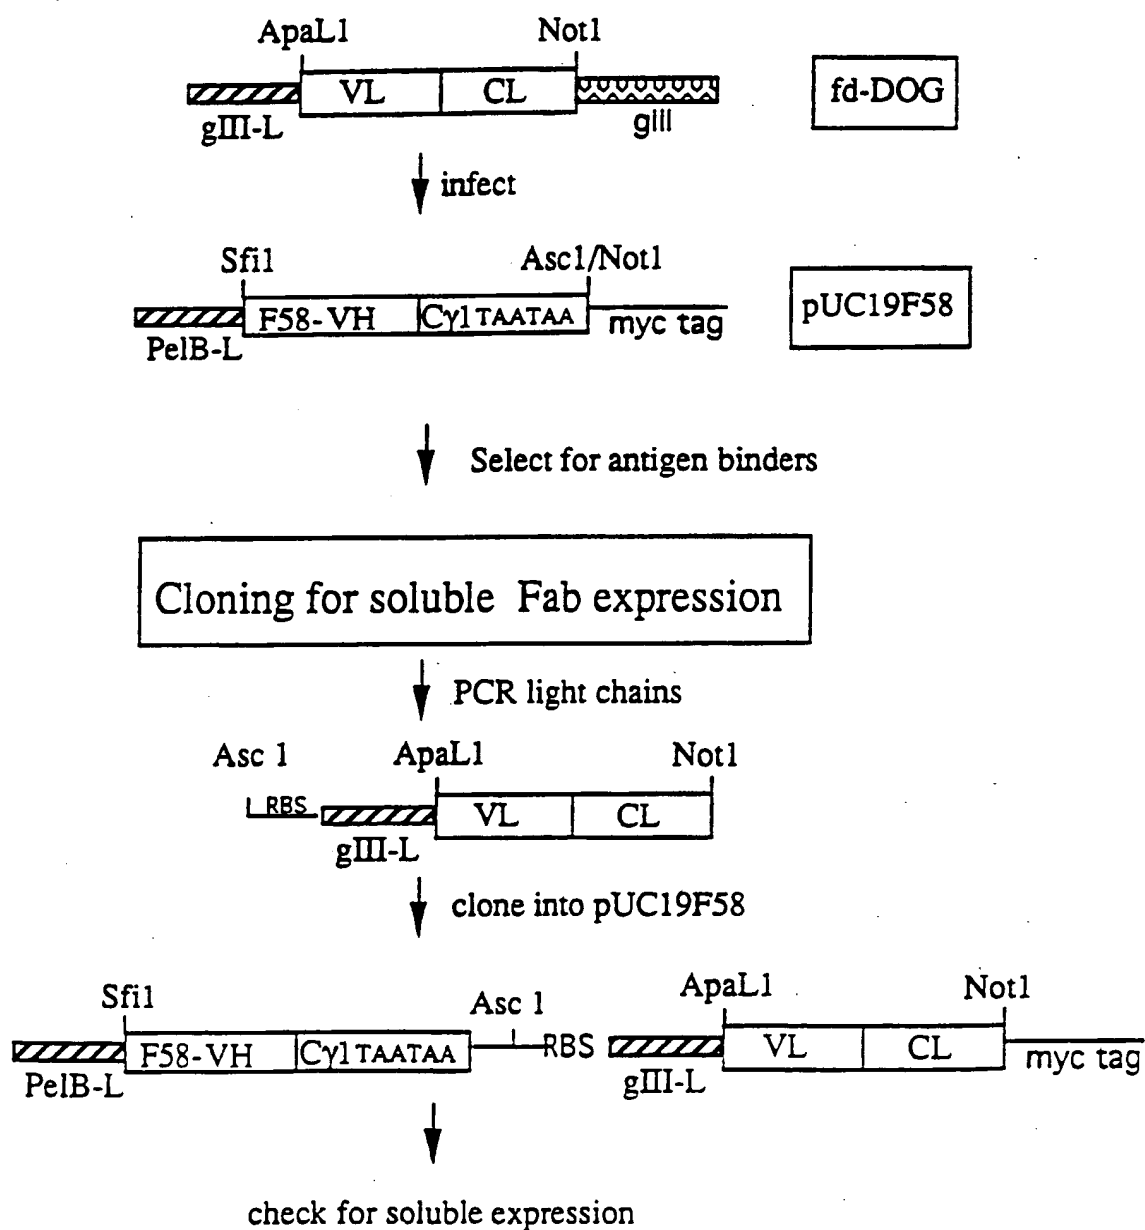 ApaL1 Not1
VL CL fd-DOG
gIII-L gIII
infect
Sfi1 Asc1/Not1
F58-VH Cγ1 TAATAA pUC19F58
PelB-L myc tag
Select for antigen binders
Cloning for soluble Fab expression
PCR light chains
Asc 1 ApaL1 Not1
RBS VL CL
gIII-L
clone into pUC19F58
Sfi1 Asc 1 ApaL1 Not1
F58-VH Cγ1 TAATAA RBS VL CL
PelB-L gIII-L myc tag
check for soluble expression